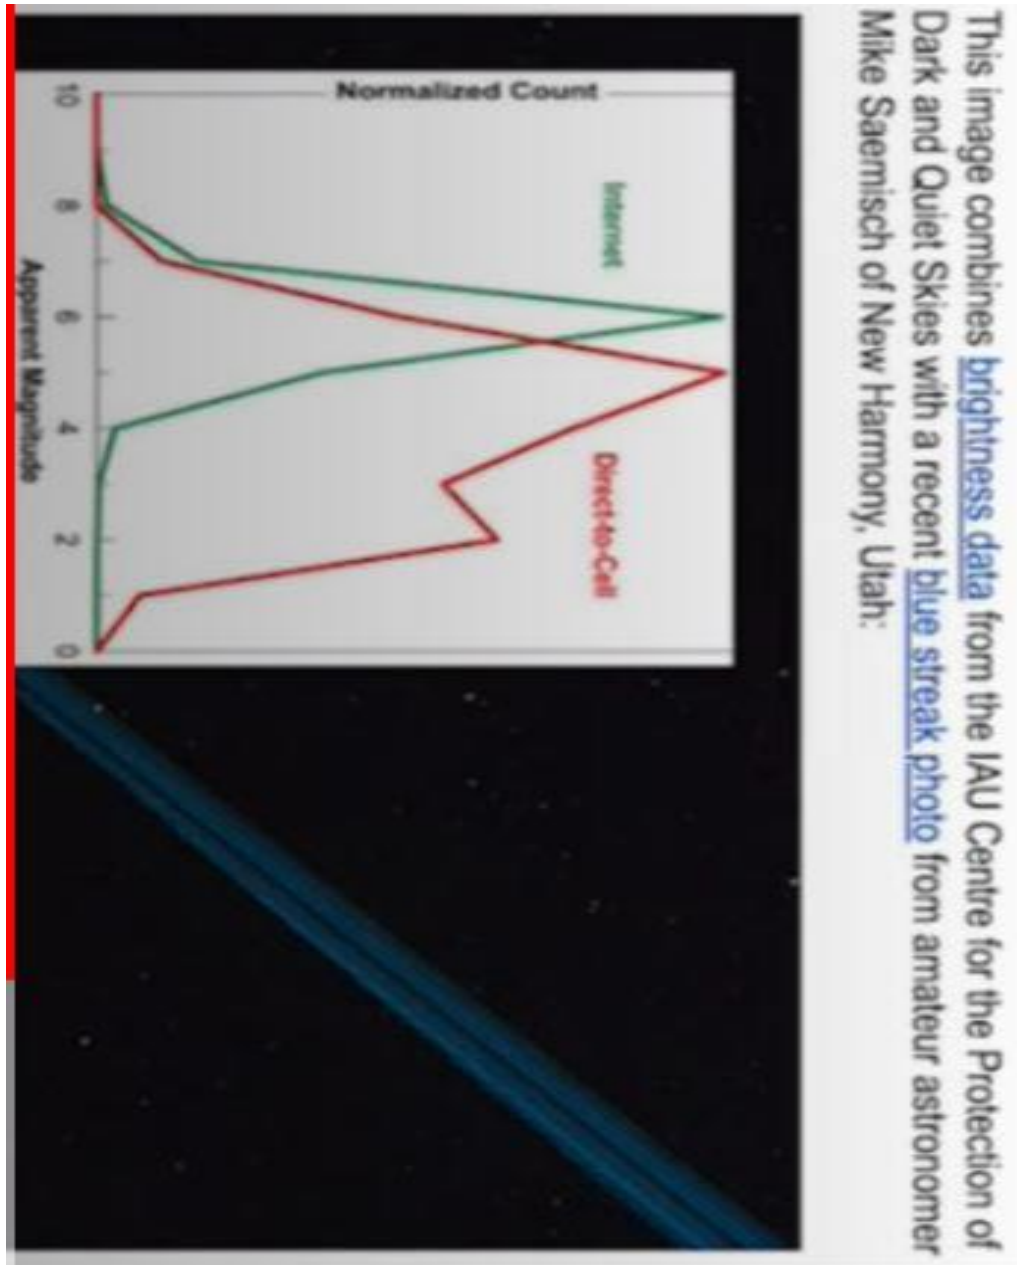 This image combines brightness data from the IAU Centre for the Protection of
Dark and Quiet Skies with a recent blue streak photo from amateur astronomer
Mike Saemisch of New Harmony, Utah:
Normalized Count
Internet
Direct-to-Cell
10 8 6 4 2 0
Apparent Magnitude